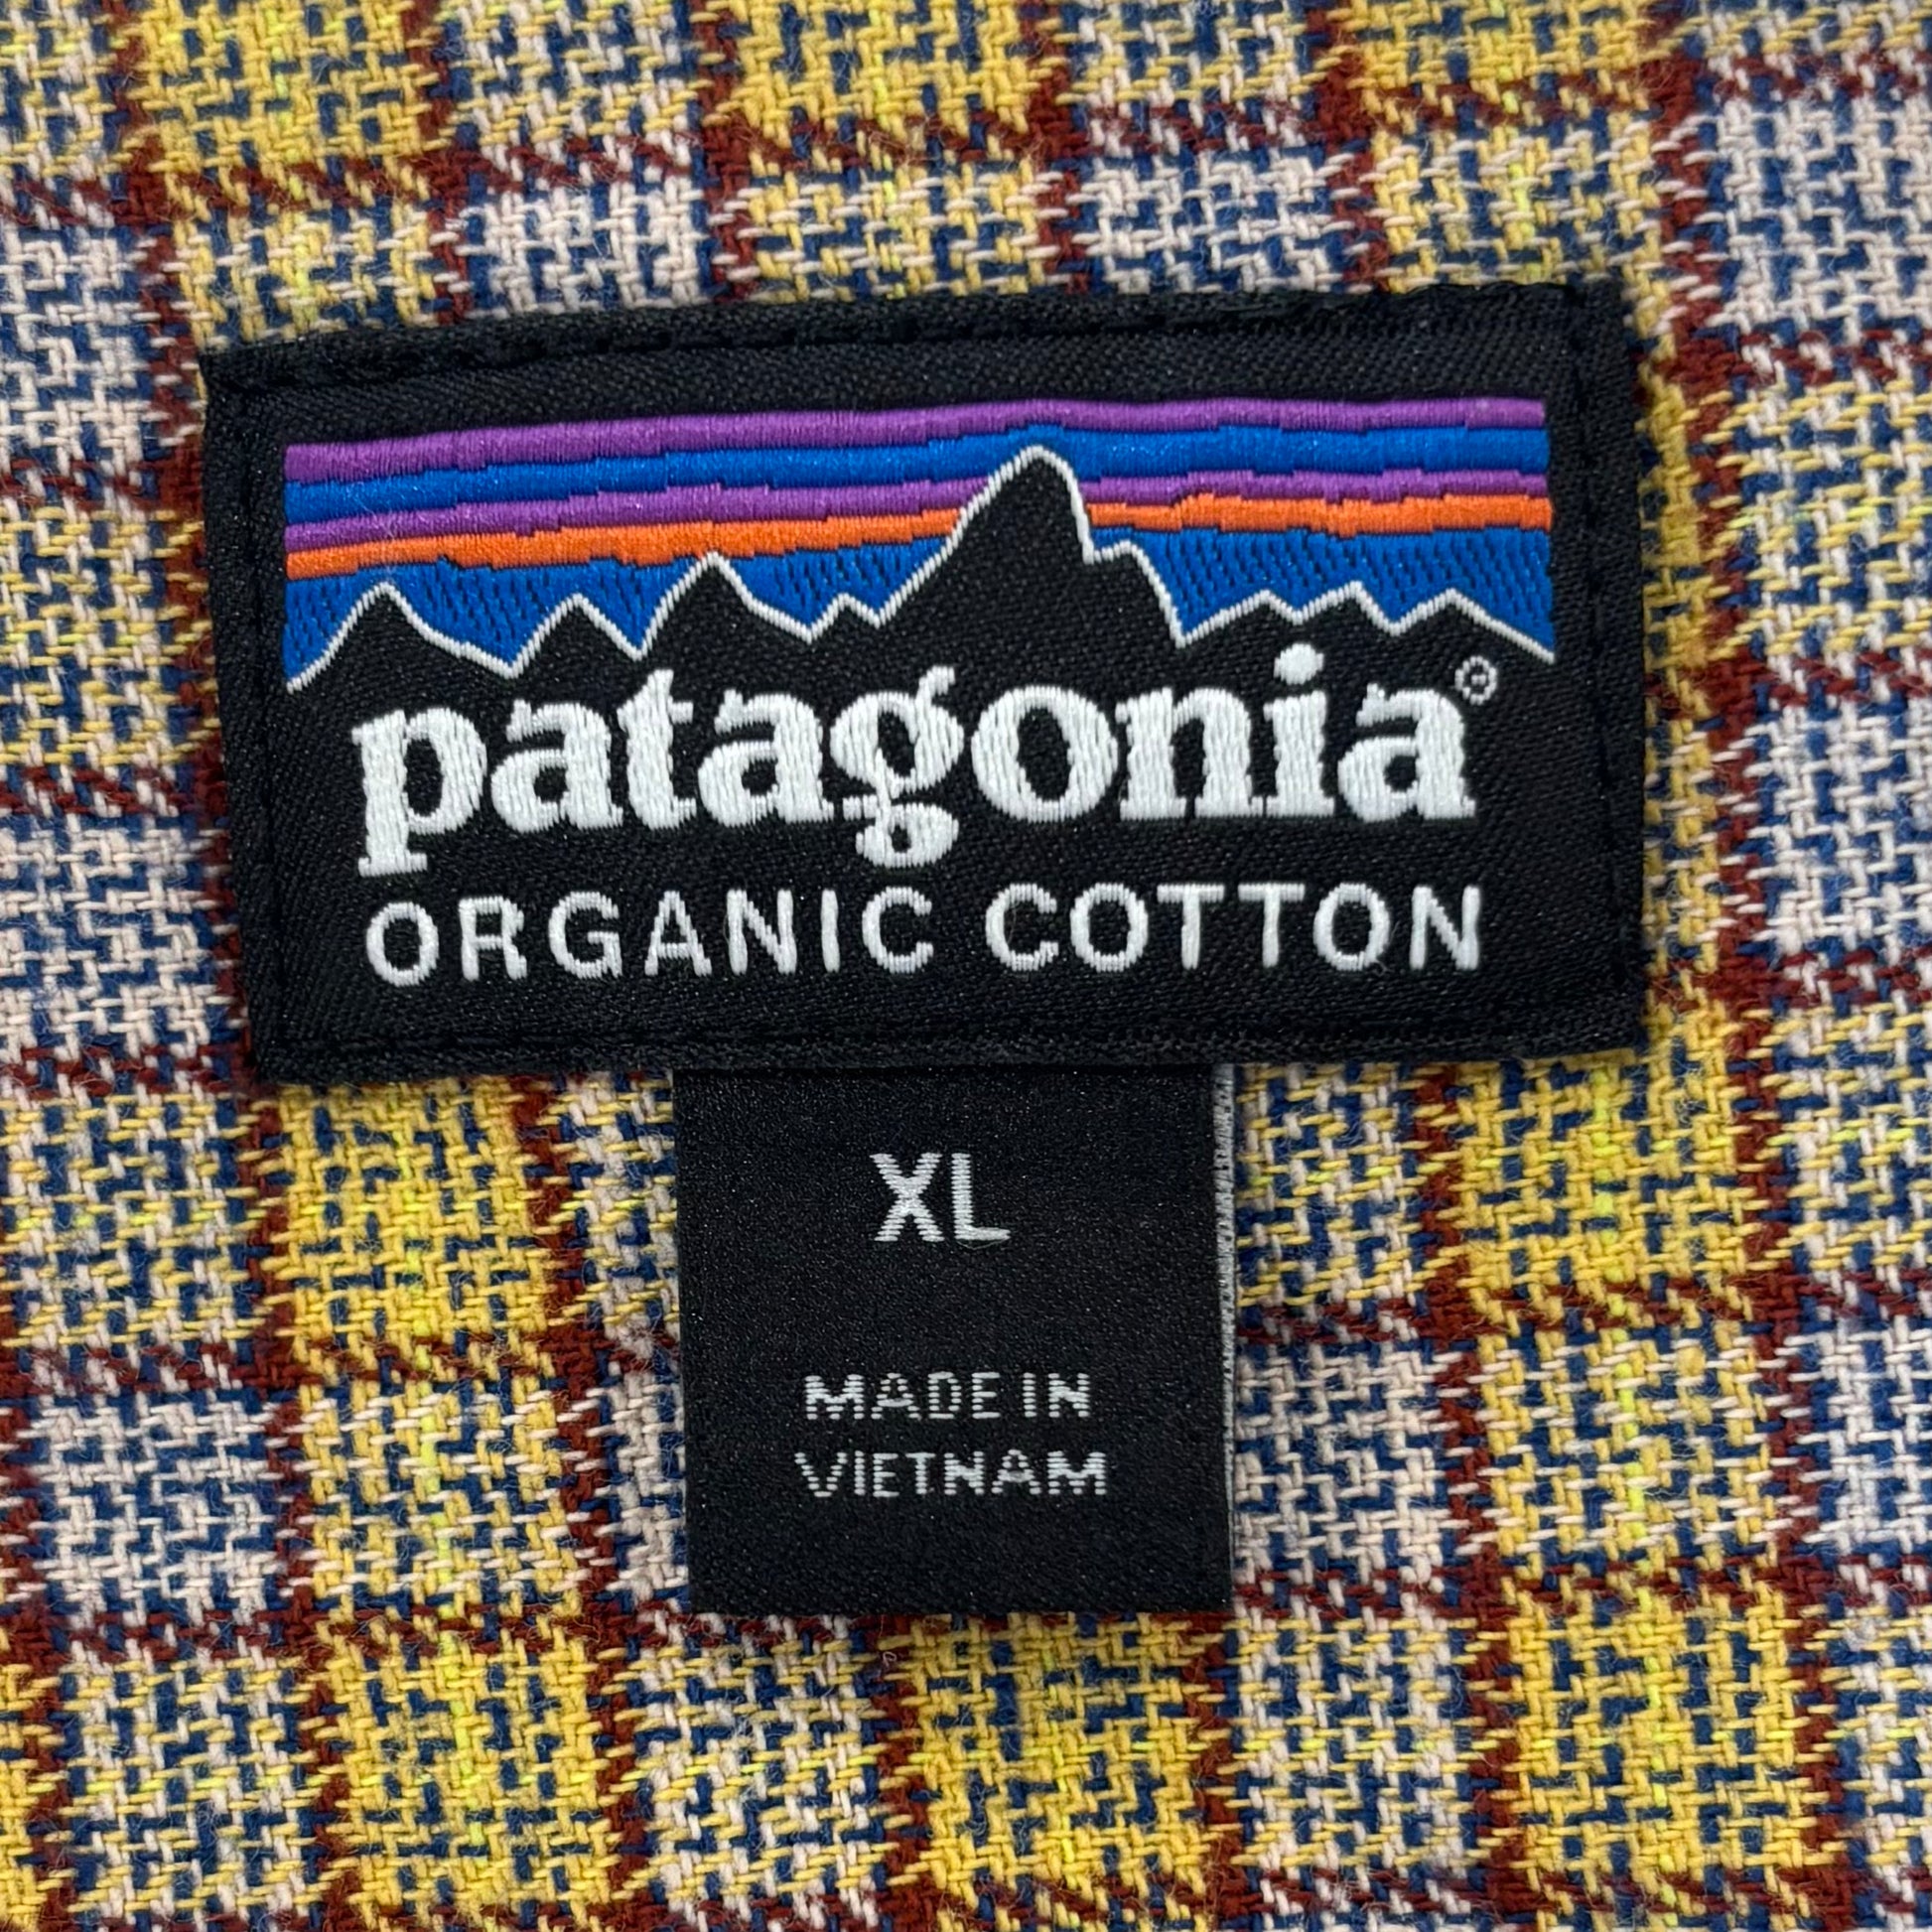 patagonia®
ORGANIC COTTON
XL
MADE IN
VIETNAM